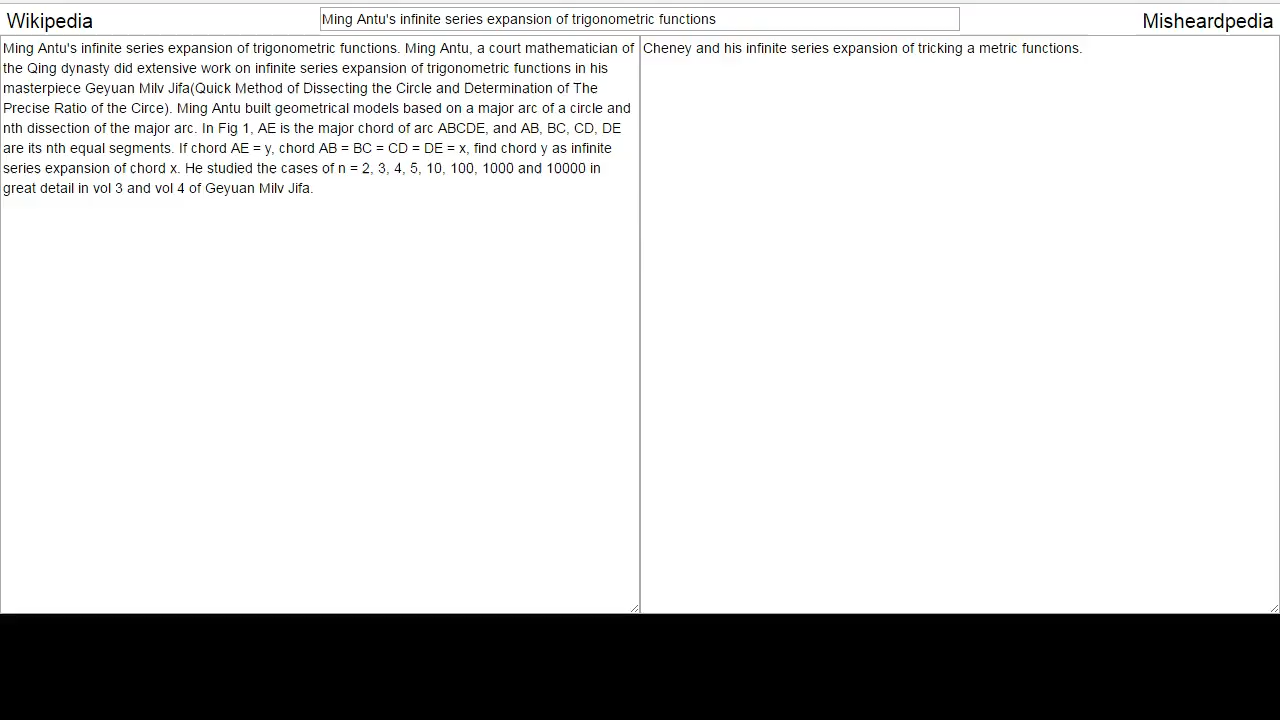 Wikipedia
Ming Antu's infinite series expansion of trigonometric functions
Misheardpedia
Ming Antu's infinite series expansion of trigonometric functions. Ming Antu, a court mathematician of
the Qing dynasty did extensive work on infinite series expansion of trigonometric functions in his
masterpiece Geyuan Milv Jifa(Quick Method of Dissecting the Circle and Determination of The
Precise Ratio of the Circe). Ming Antu built geometrical models based on a major arc of a circle and
nth dissection of the major arc. In Fig 1, AE is the major chord of arc ABCDE, and AB, BC, CD, DE
are its nth equal segments. If chord AE = y, chord AB = BC = CD = DE = x, find chord y as infinite
series expansion of chord x. He studied the cases of n = 2, 3, 4, 5, 10, 100, 1000 and 10000 in
great detail in vol 3 and vol 4 of Geyuan Milv Jifa.
Cheney and his infinite series expansion of tricking a metric functions.